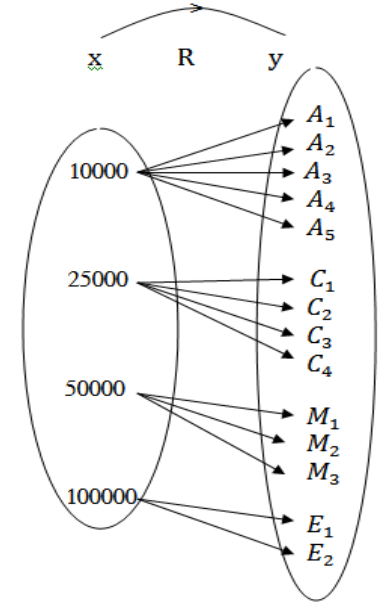 x R y
A₁
A₂
10000 A₃
A₄
A₅
25000 C₁
C₂
C₃
C₄
50000 M₁
M₂
M₃
100000 E₁
E₂